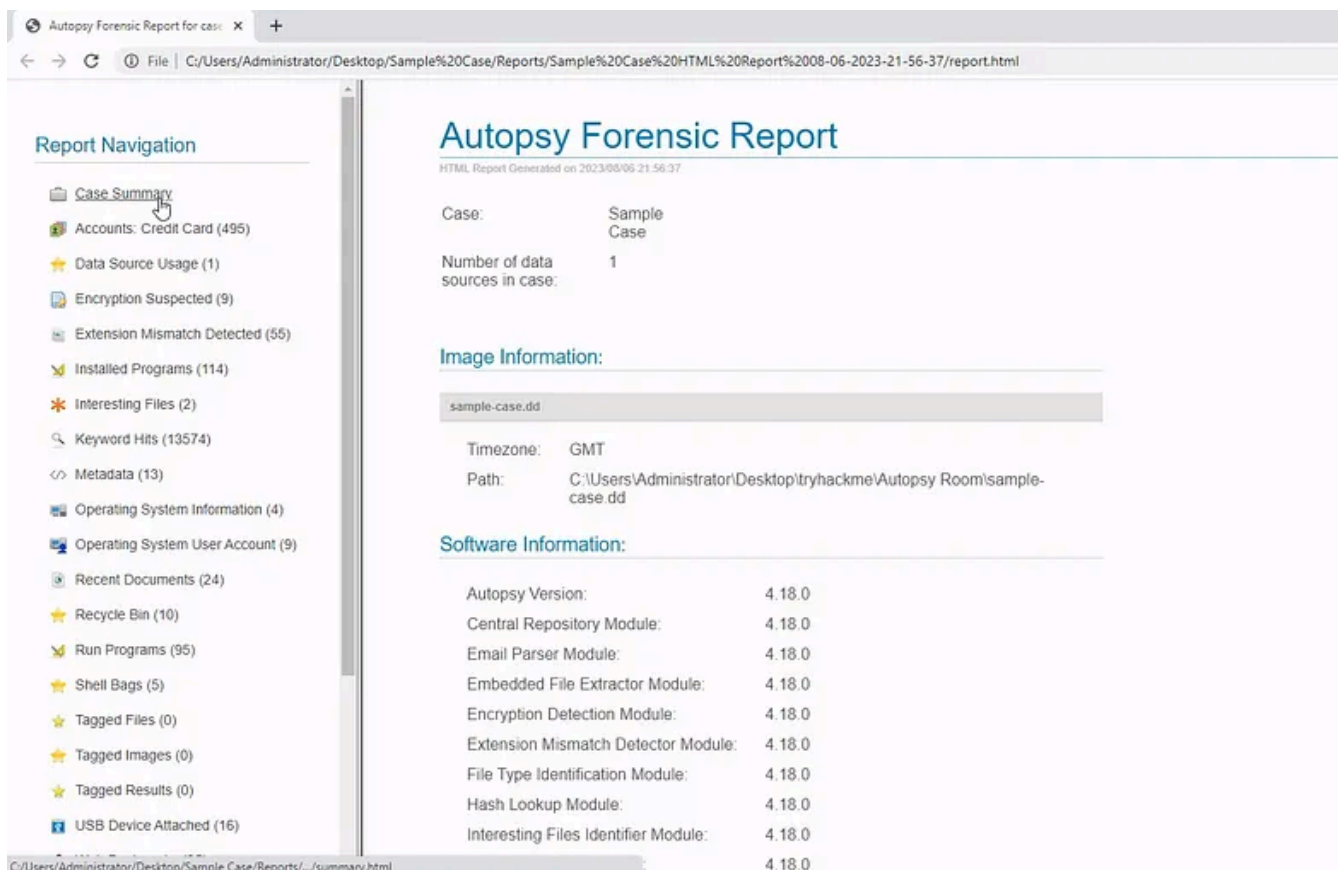 Autopsy Forensic Report for case
File | C:/Users/Administrator/Desktop/Sample%20Case/Reports/Sample%20Case%20HTML%20Report%2008-06-2023-21-56-37/report.html
Report Navigation
Case Summary
Accounts: Credit Card (495)
Data Source Usage (1)
Encryption Suspected (9)
Extension Mismatch Detected (55)
Installed Programs (114)
Interesting Files (2)
Keyword Hits (13574)
Metadata (13)
Operating System Information (4)
Operating System User Account (9)
Recent Documents (24)
Recycle Bin (10)
Run Programs (95)
Shell Bags (5)
Tagged Files (0)
Tagged Images (0)
Tagged Results (0)
USB Device Attached (16)
C:/Users/Administrator/Desktop/Sample Case/Reports/.../summary.html
Autopsy Forensic Report
HTML Report Generated on 2023/08/06 21:56:37
Case: Sample
Case
Number of data 1
sources in case:
Image Information:
sample-case.dd
Timezone: GMT
Path: C:\Users\Administrator\Desktop\tryhackme\Autopsy Room\sample-
case.dd
Software Information:
Autopsy Version: 4.18.0
Central Repository Module: 4.18.0
Email Parser Module: 4.18.0
Embedded File Extractor Module: 4.18.0
Encryption Detection Module: 4.18.0
Extension Mismatch Detector Module: 4.18.0
File Type Identification Module: 4.18.0
Hash Lookup Module: 4.18.0
Interesting Files Identifier Module: 4.18.0
4.18.0